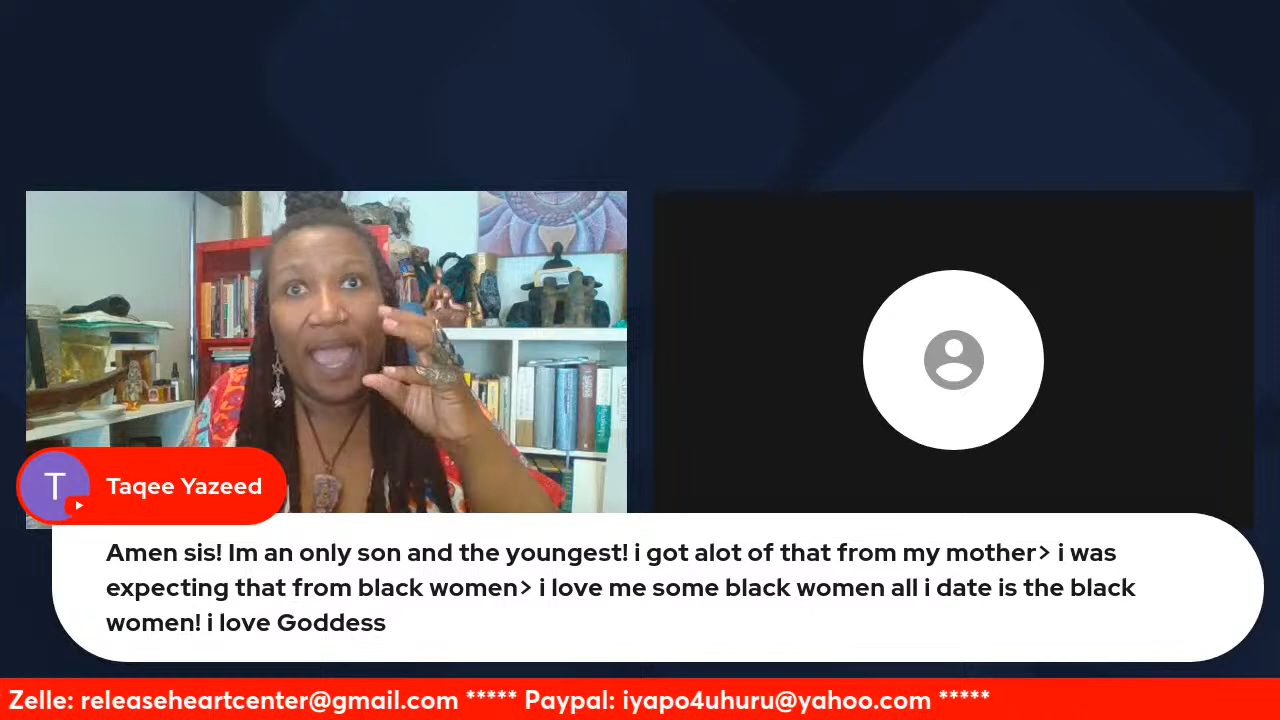 T
Taqee Yazeed
Amen sis! Im an only son and the youngest! i got alot of that from my mother> i was
expecting that from black women> i love me some black women all i date is the black
women! i love Goddess
Zelle: releaseheartcenter@gmail.com ***** Paypal: iyapo4uhuru@yahoo.com *****